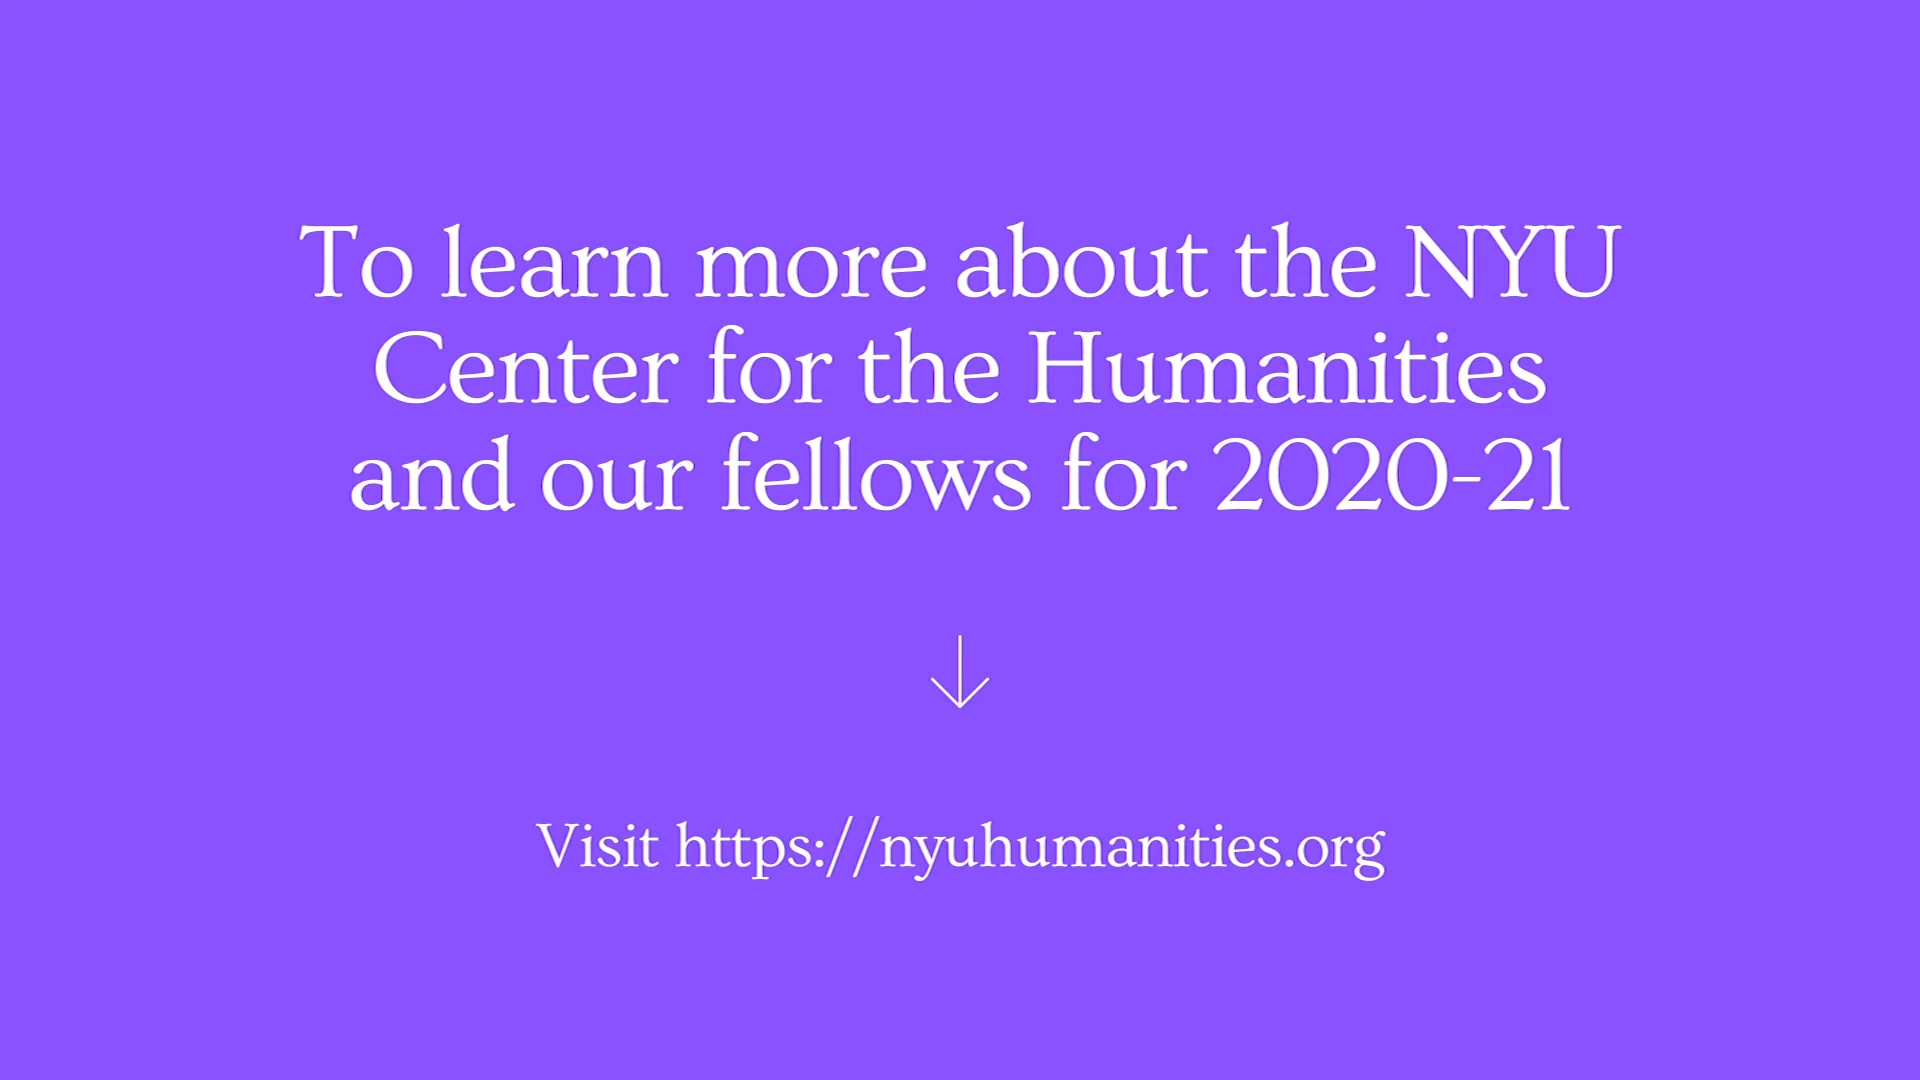 To learn more about the NYU
Center for the Humanities
and our fellows for 2020-21
Visit https://nyuhumanities.org